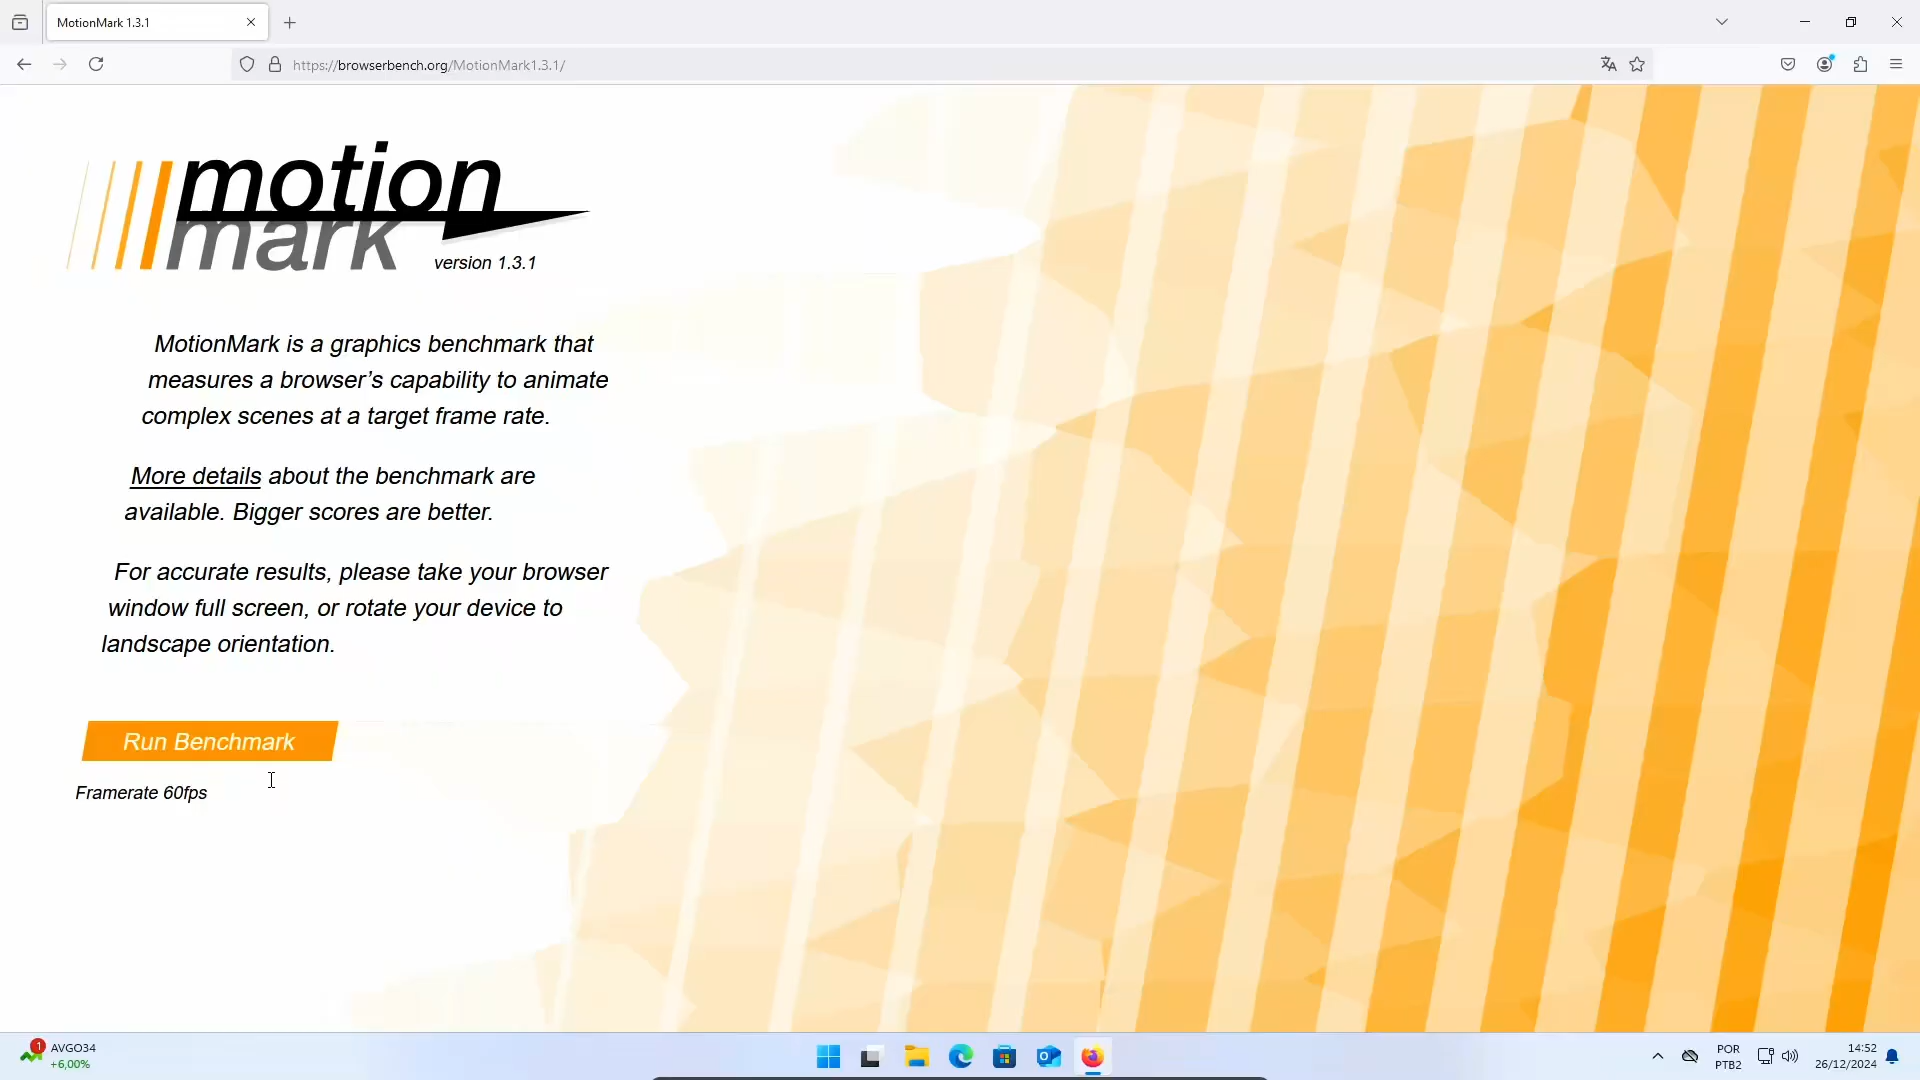 MotionMark 1.3.1
https://browserbench.org/MotionMark1.3.1/
motion
mark
version 1.3.1
MotionMark is a graphics benchmark that
measures a browser’s capability to animate
complex scenes at a target frame rate.
More details about the benchmark are
available. Bigger scores are better.
For accurate results, please take your browser
window full screen, or rotate your device to
landscape orientation.
Run Benchmark
Framerate 60fps
1
AVGO34
+6,00%
POR
PTB2
14:52
26/12/2024